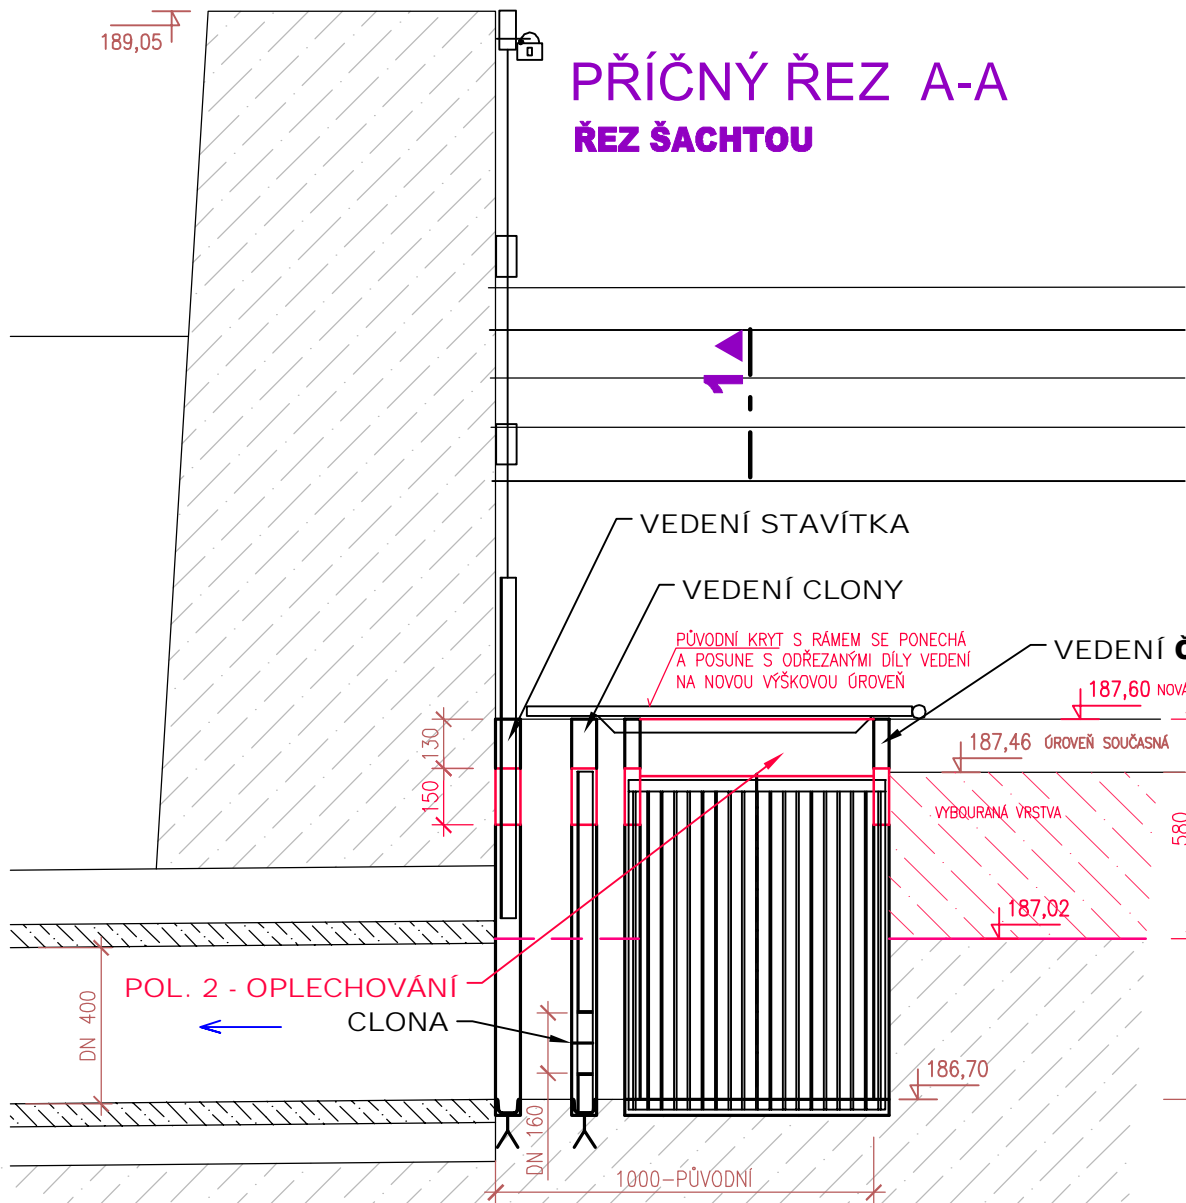 189,05
PŘÍČNÝ ŘEZ A-A
ŘEZ ŠACHTOU
1
VEDENÍ STAVÍTKA
VEDENÍ CLONY
PŮVODNÍ KRYT S RÁMEM SE PONECHÁ
A POSUNE S ODŘEZANÝMI DÍLY VEDENÍ
NA NOVOU VÝŠKOVOU ÚROVEŇ
VEDENÍ Č
187,60 NOVÁ
130
187,46 ÚROVEŇ SOUČASNÁ
150
VYBOURANÁ VRSTVA
580
187,02
POL. 2 - OPLECHOVÁNÍ
DN 400
CLONA
186,70
DN 160
1000-PŮVODNÍ